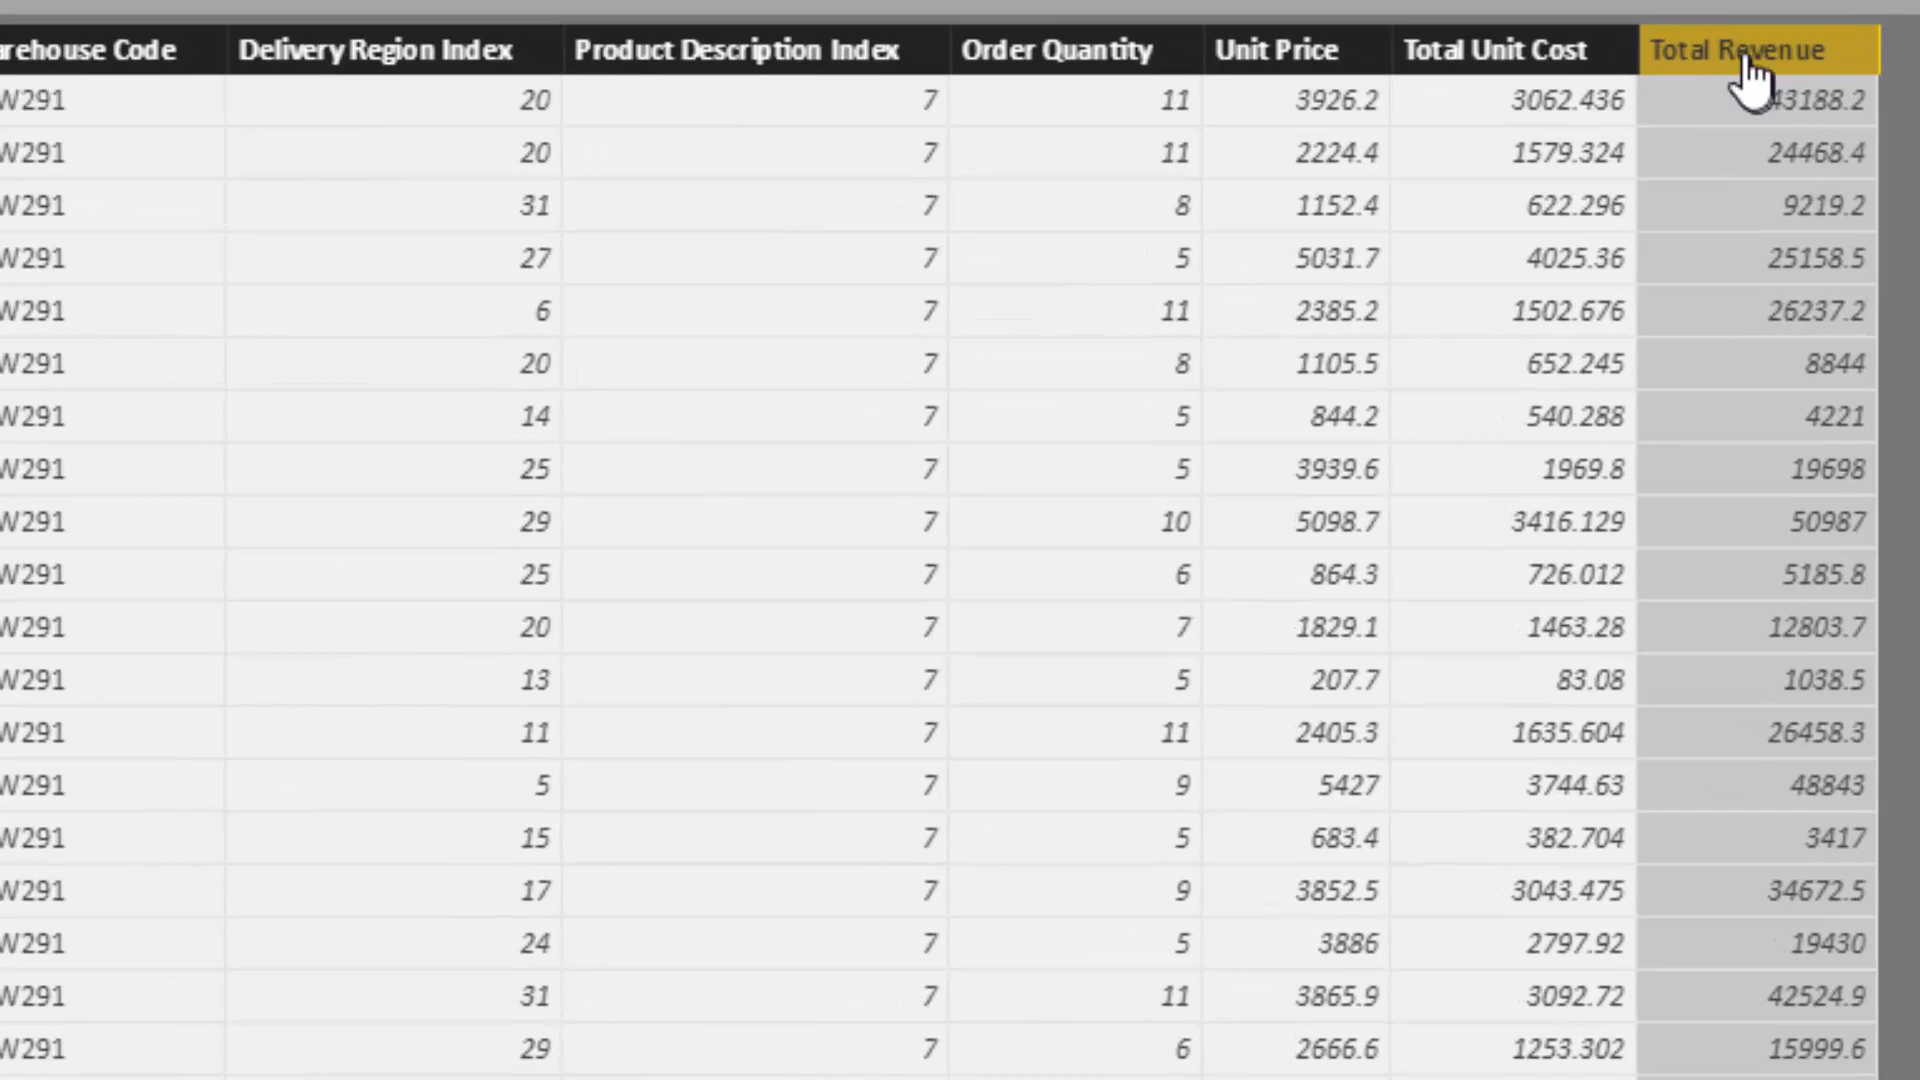 arehouse Code Delivery Region Index Product Description Index Order Quantity Unit Price Total Unit Cost Total Revenue
W291 20 7 11 3926.2 3062.436 43188.2
W291 20 7 11 2224.4 1579.324 24468.4
W291 31 7 8 1152.4 622.296 9219.2
W291 27 7 5 5031.7 4025.36 25158.5
W291 6 7 11 2385.2 1502.676 26237.2
W291 20 7 8 1105.5 652.245 8844
W291 14 7 5 844.2 540.288 4221
W291 25 7 5 3939.6 1969.8 19698
W291 29 7 10 5098.7 3416.129 50987
W291 25 7 6 864.3 726.012 5185.8
W291 20 7 7 1829.1 1463.28 12803.7
W291 13 7 5 207.7 83.08 1038.5
W291 11 7 11 2405.3 1635.604 26458.3
W291 5 7 9 5427 3744.63 48843
W291 15 7 5 683.4 382.704 3417
W291 17 7 9 3852.5 3043.475 34672.5
W291 24 7 5 3886 2797.92 19430
W291 31 7 11 3865.9 3092.72 42524.9
W291 29 7 6 2666.6 1253.302 15999.6